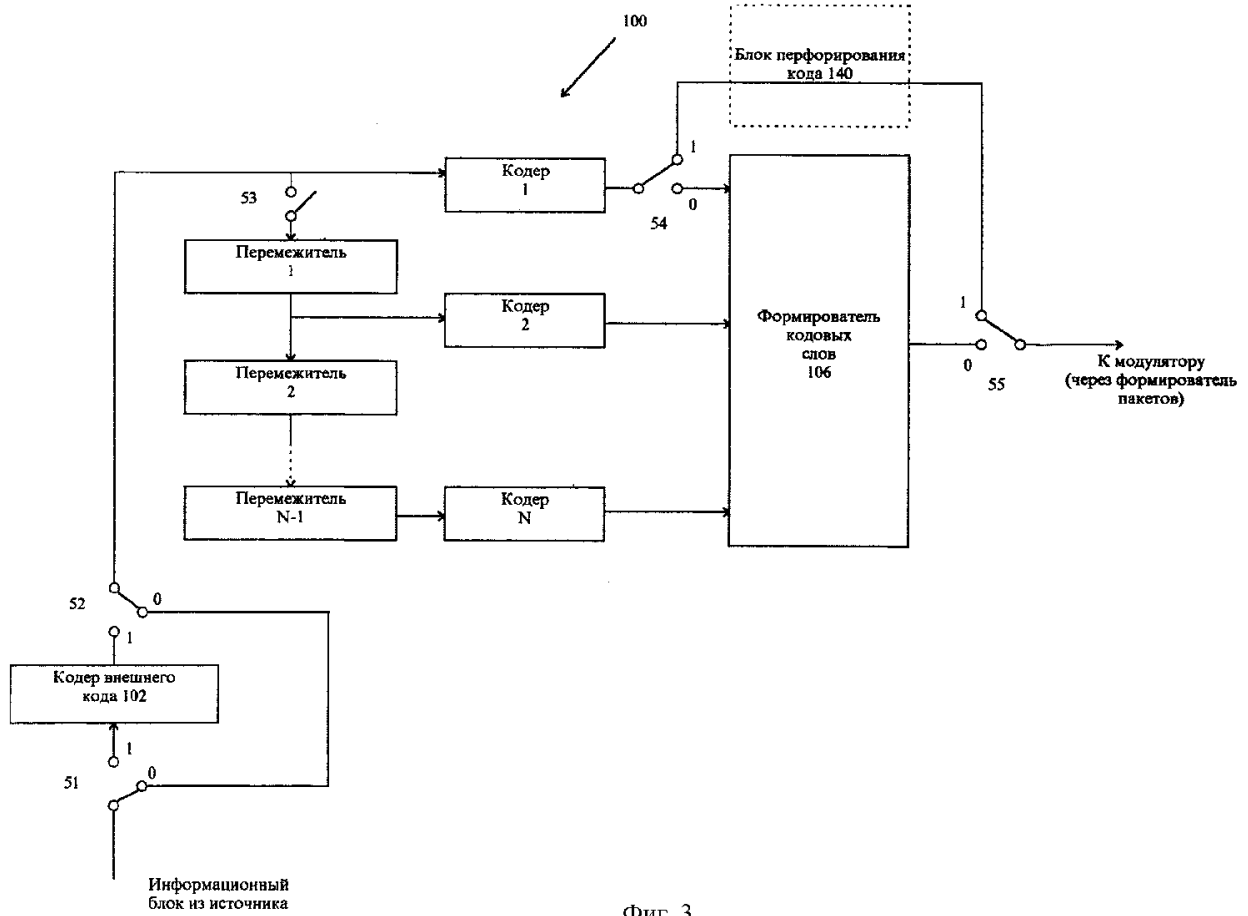 100
Блок перфорирования
кода 140
1
Кодер
1
53
54
0
Перемежитель
1
Кодер
2
Формирователь
кодовых
слов
106
1
0
55
К модулятору
(через формирователь
пакетов)
Перемежитель
2
Перемежитель
N-1
Кодер
N
52
0
1
Кодер внешнего
кода 102
1
51
0
Информационный
блок из источника
Фиг. 3